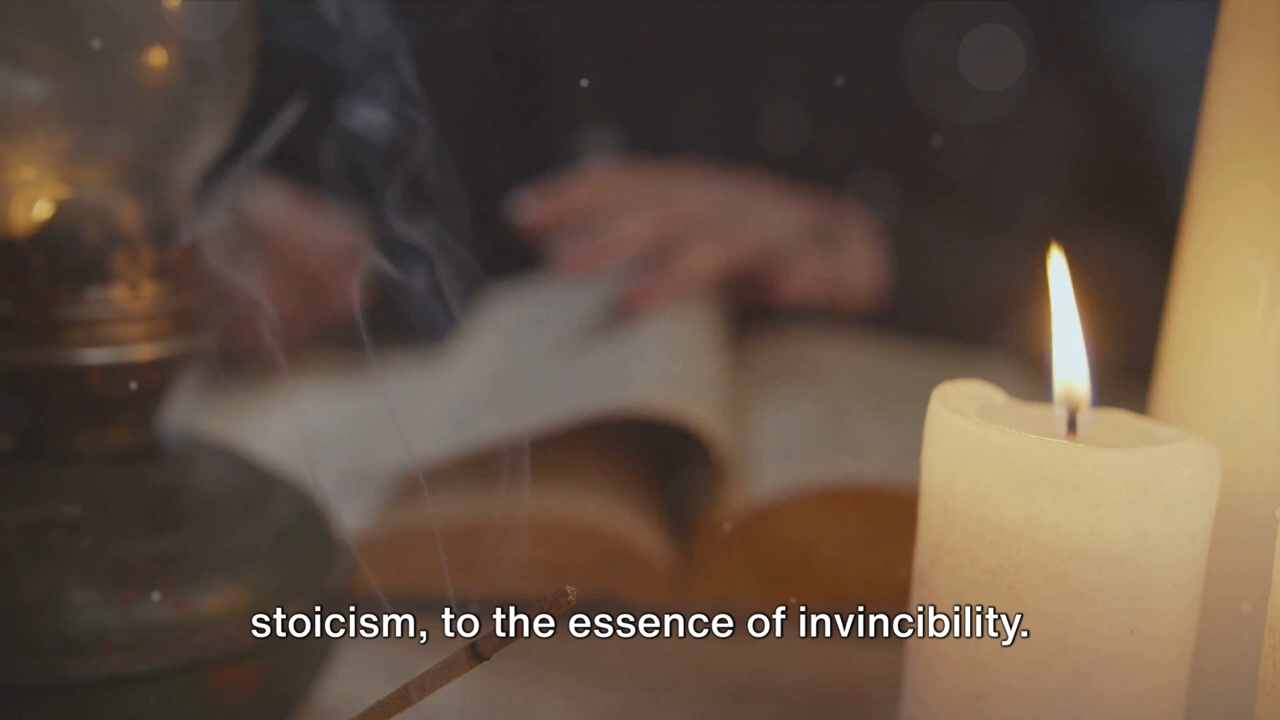 stoicism, to the essence of invincibility.